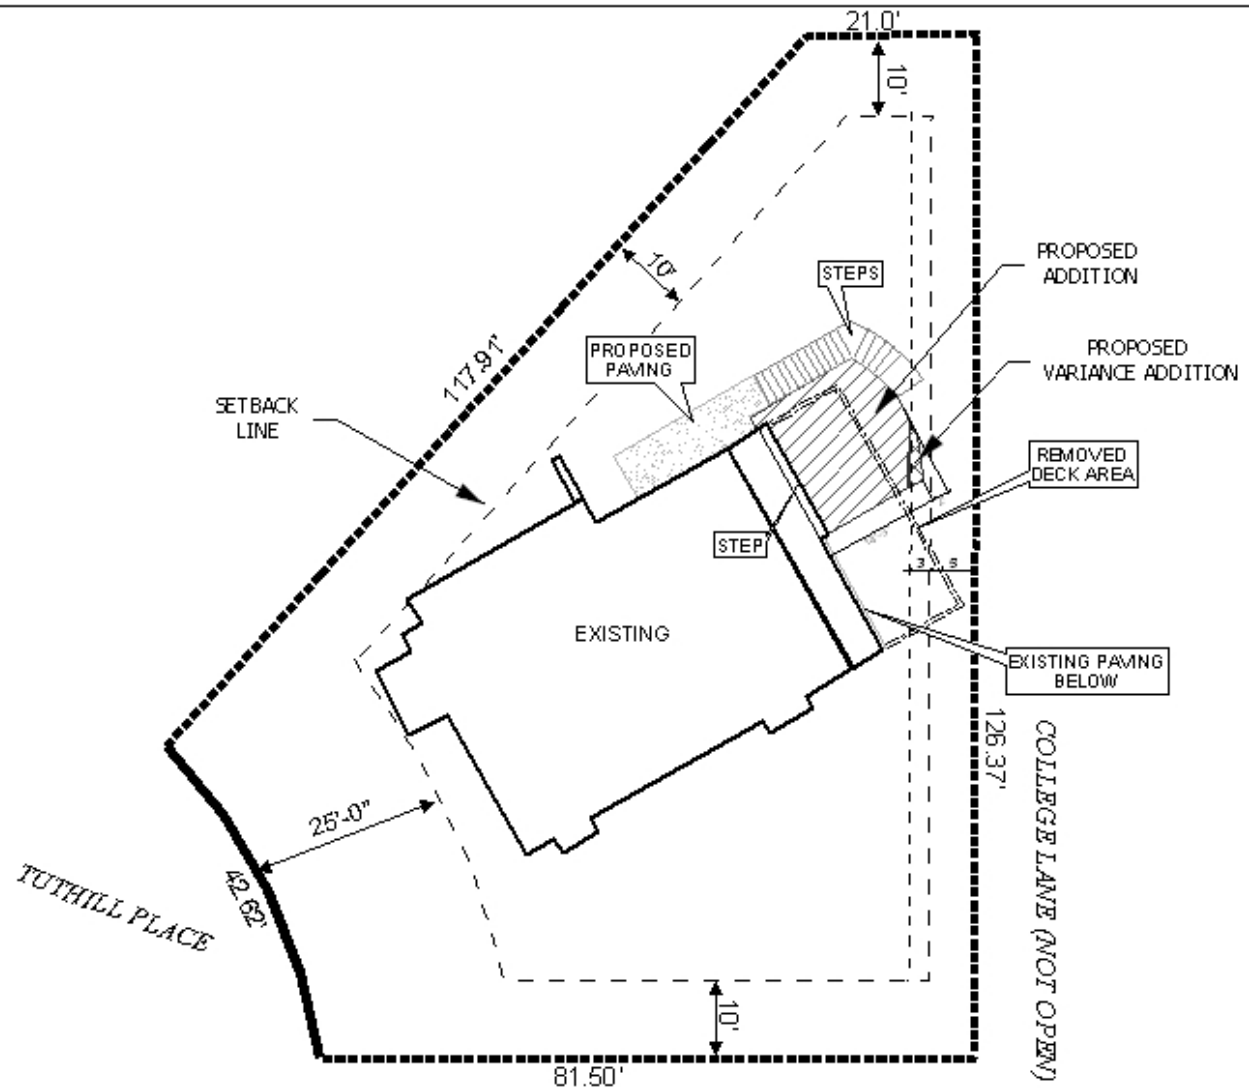 21.0'
10'
PROPOSED
ADDITION
STEPS
10'
PROPOSED
PAVING
PROPOSED
VARIANCE ADDITION
117.91'
SETBACK
LINE
REMOVED
DECK AREA
STEP
3
EXISTING
EXISTING PAVING
BELOW
126.37'
COLLEGE LANE (NOT OPEN)
25'-0"
TUTHILL PLACE
42.62'
10'
81.50'